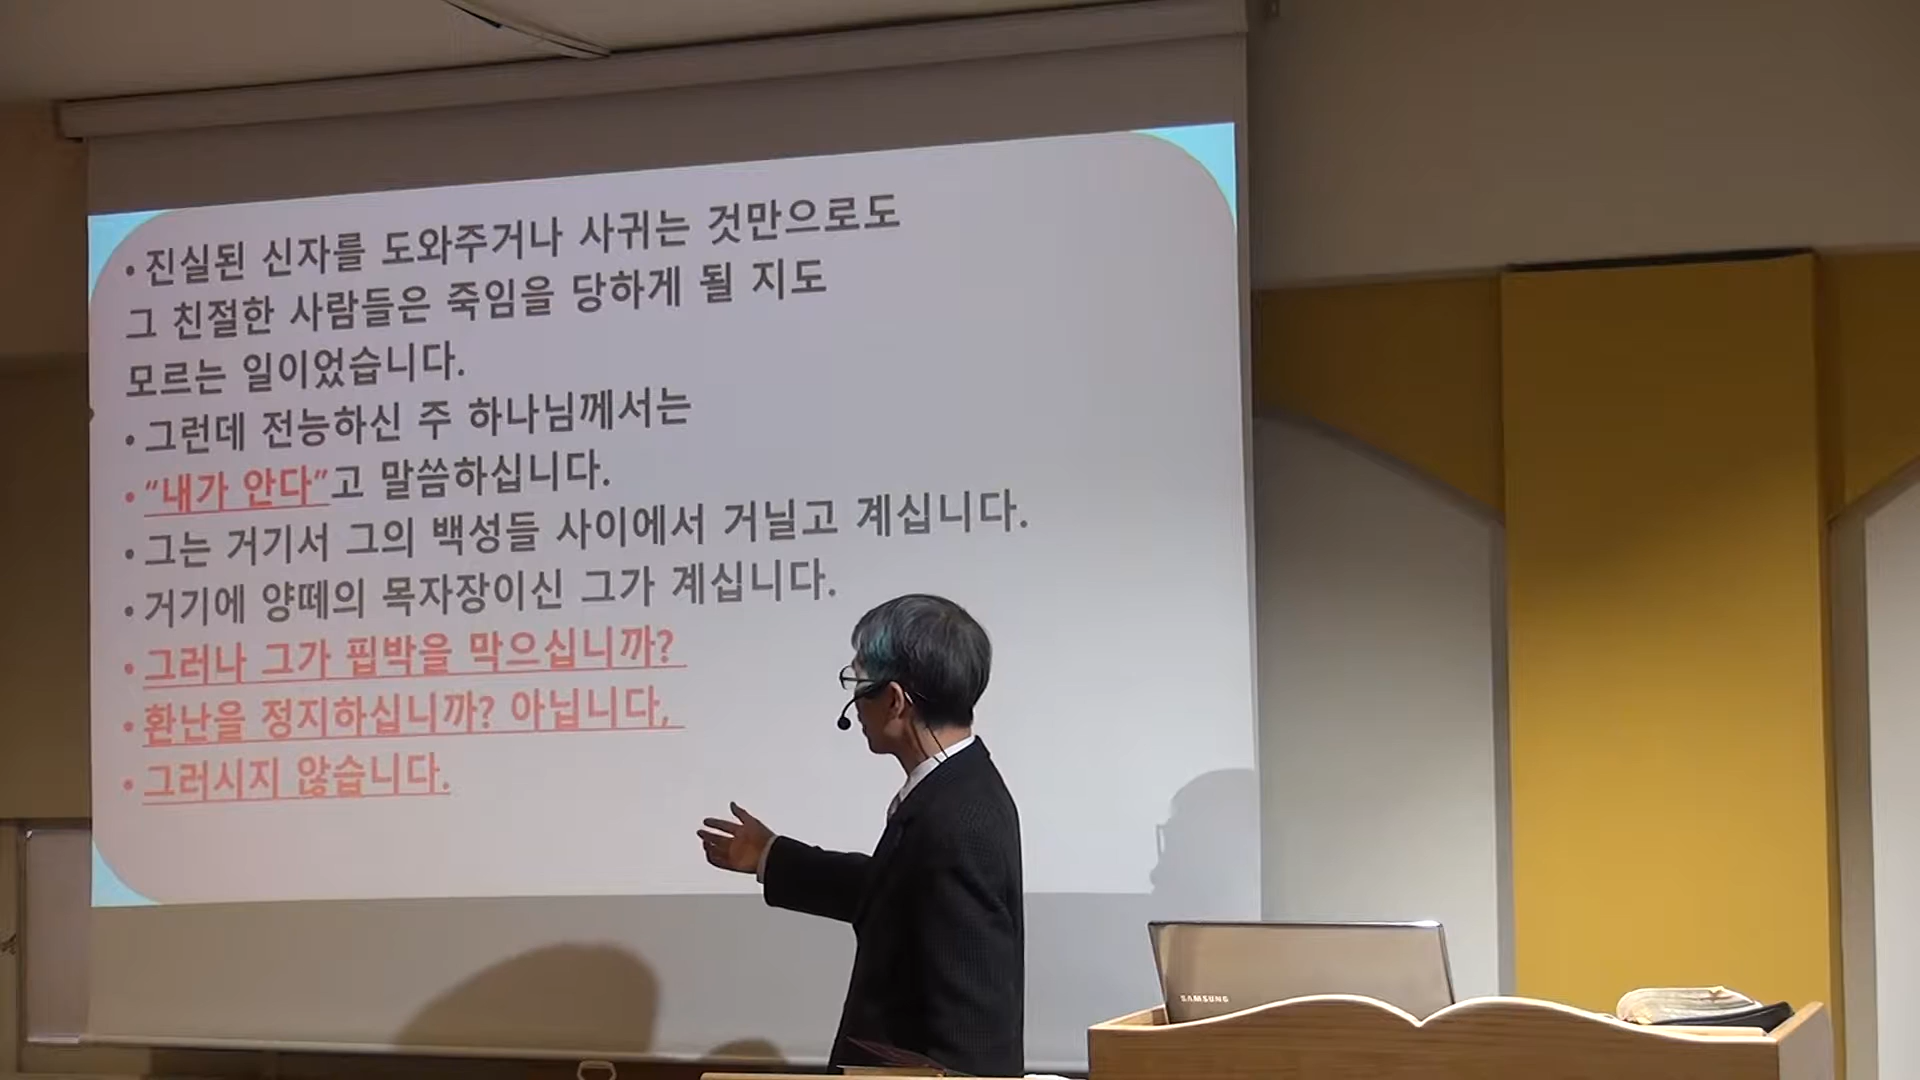 • 진실된 신자를 도와주거나 사귀는 것만으로도
그 친절한 사람들은 죽임을 당하게 될 지도
모르는 일이었습니다.
• 그런데 전능하신 주 하나님께서는
• “내가 안다”고 말씀하십니다.
• 그는 거기서 그의 백성들 사이에서 거닐고 계십니다.
• 거기에 양떼의 목자장이신 그가 계십니다.
• 그러나 그가 핍박을 막으십니까?
• 환난을 정지하십니까? 아닙니다,
• 그러시지 않습니다.
SAMSUNG